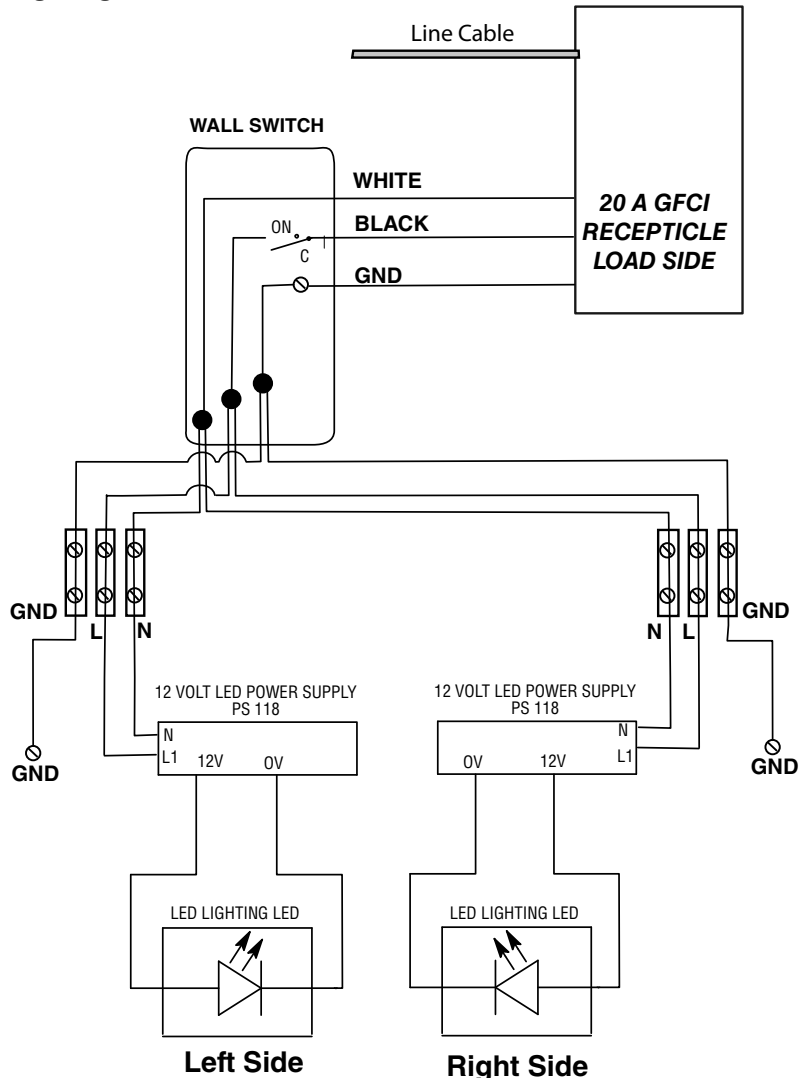 Line Cable
WALL SWITCH
WHITE
20 A GFCI
RECEPTICLE
LOAD SIDE
ON
BLACK
C
GND
GND
L
N
N
L
GND
12 VOLT LED POWER SUPPLY
PS 118
12 VOLT LED POWER SUPPLY
PS 118
N
L1
12V
0V
N
L1
0V
12V
GND
GND
LED LIGHTING LED
LED LIGHTING LED
Left Side
Right Side